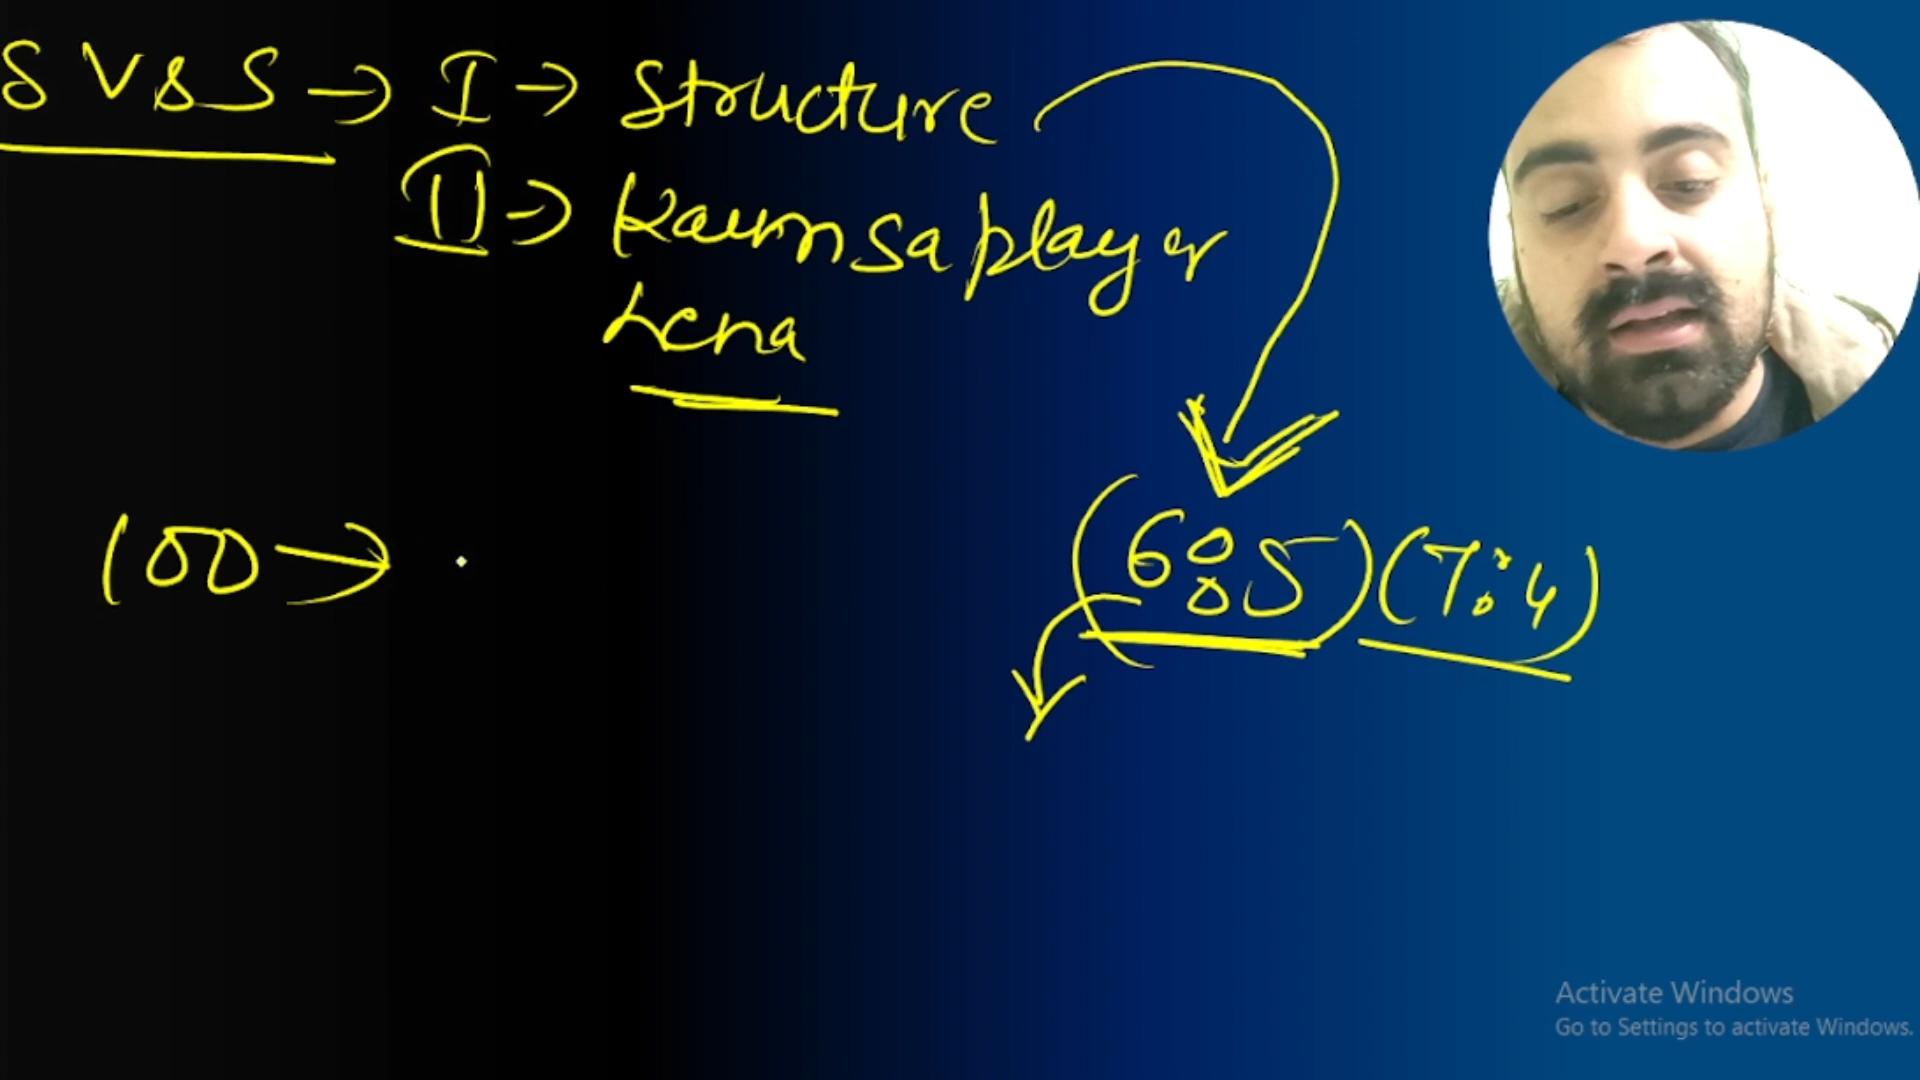 S V & S → I → Structure
II → Kaunsa player
Lena
100 →
(6:5) (7:4)
Activate Windows
Go to Settings to activate Windows.